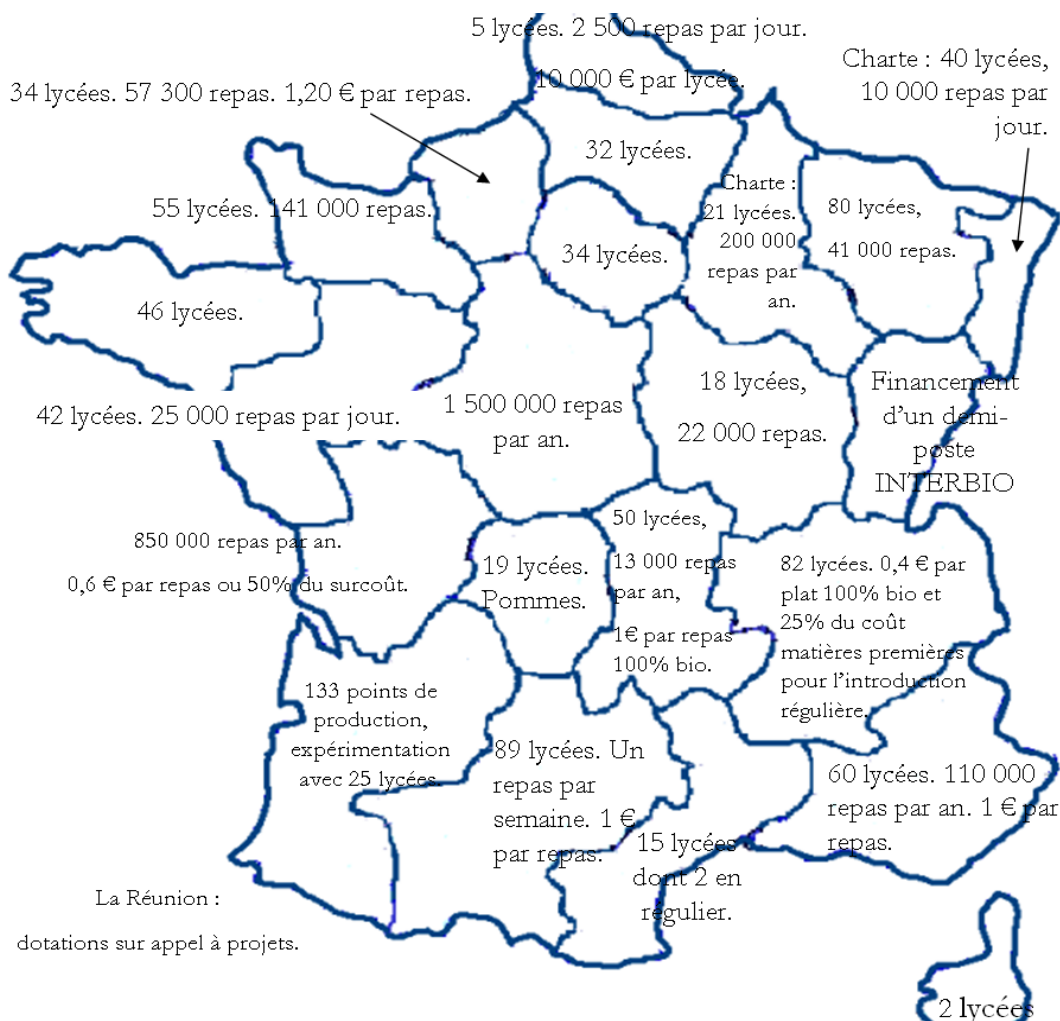 5 lycées. 2 500 repas par jour.
10 000 € par lycée.
Charte : 40 lycées,
10 000 repas par
jour.
34 lycées. 57 300 repas. 1,20 € par repas.
32 lycées.
Charte :
21 lycées.
200 000
repas par
an.
80 lycées,
41 000 repas.
55 lycées. 141 000 repas.
34 lycées.
46 lycées.
18 lycées,
22 000 repas.
Financement
d’un demi-
poste
INTERBIO
42 lycées. 25 000 repas par jour.
1 500 000 repas
par an.
850 000 repas par an.
0,6 € par repas ou 50% du surcoût.
19 lycées.
Pommes.
50 lycées,
13 000 repas
par an,
1€ par repas
100% bio.
82 lycées. 0,4 € par
plat 100% bio et
25% du coût
matières premières
pour l’introduction
régulière.
133 points de
production,
expérimentation
avec 25 lycées.
89 lycées. Un
repas par
semaine. 1 €
par repas.
15 lycées
dont 2 en
régulier.
60 lycées. 110 000
repas par an. 1 € par
repas.
La Réunion :
dotations sur appel à projets.
2 lycées